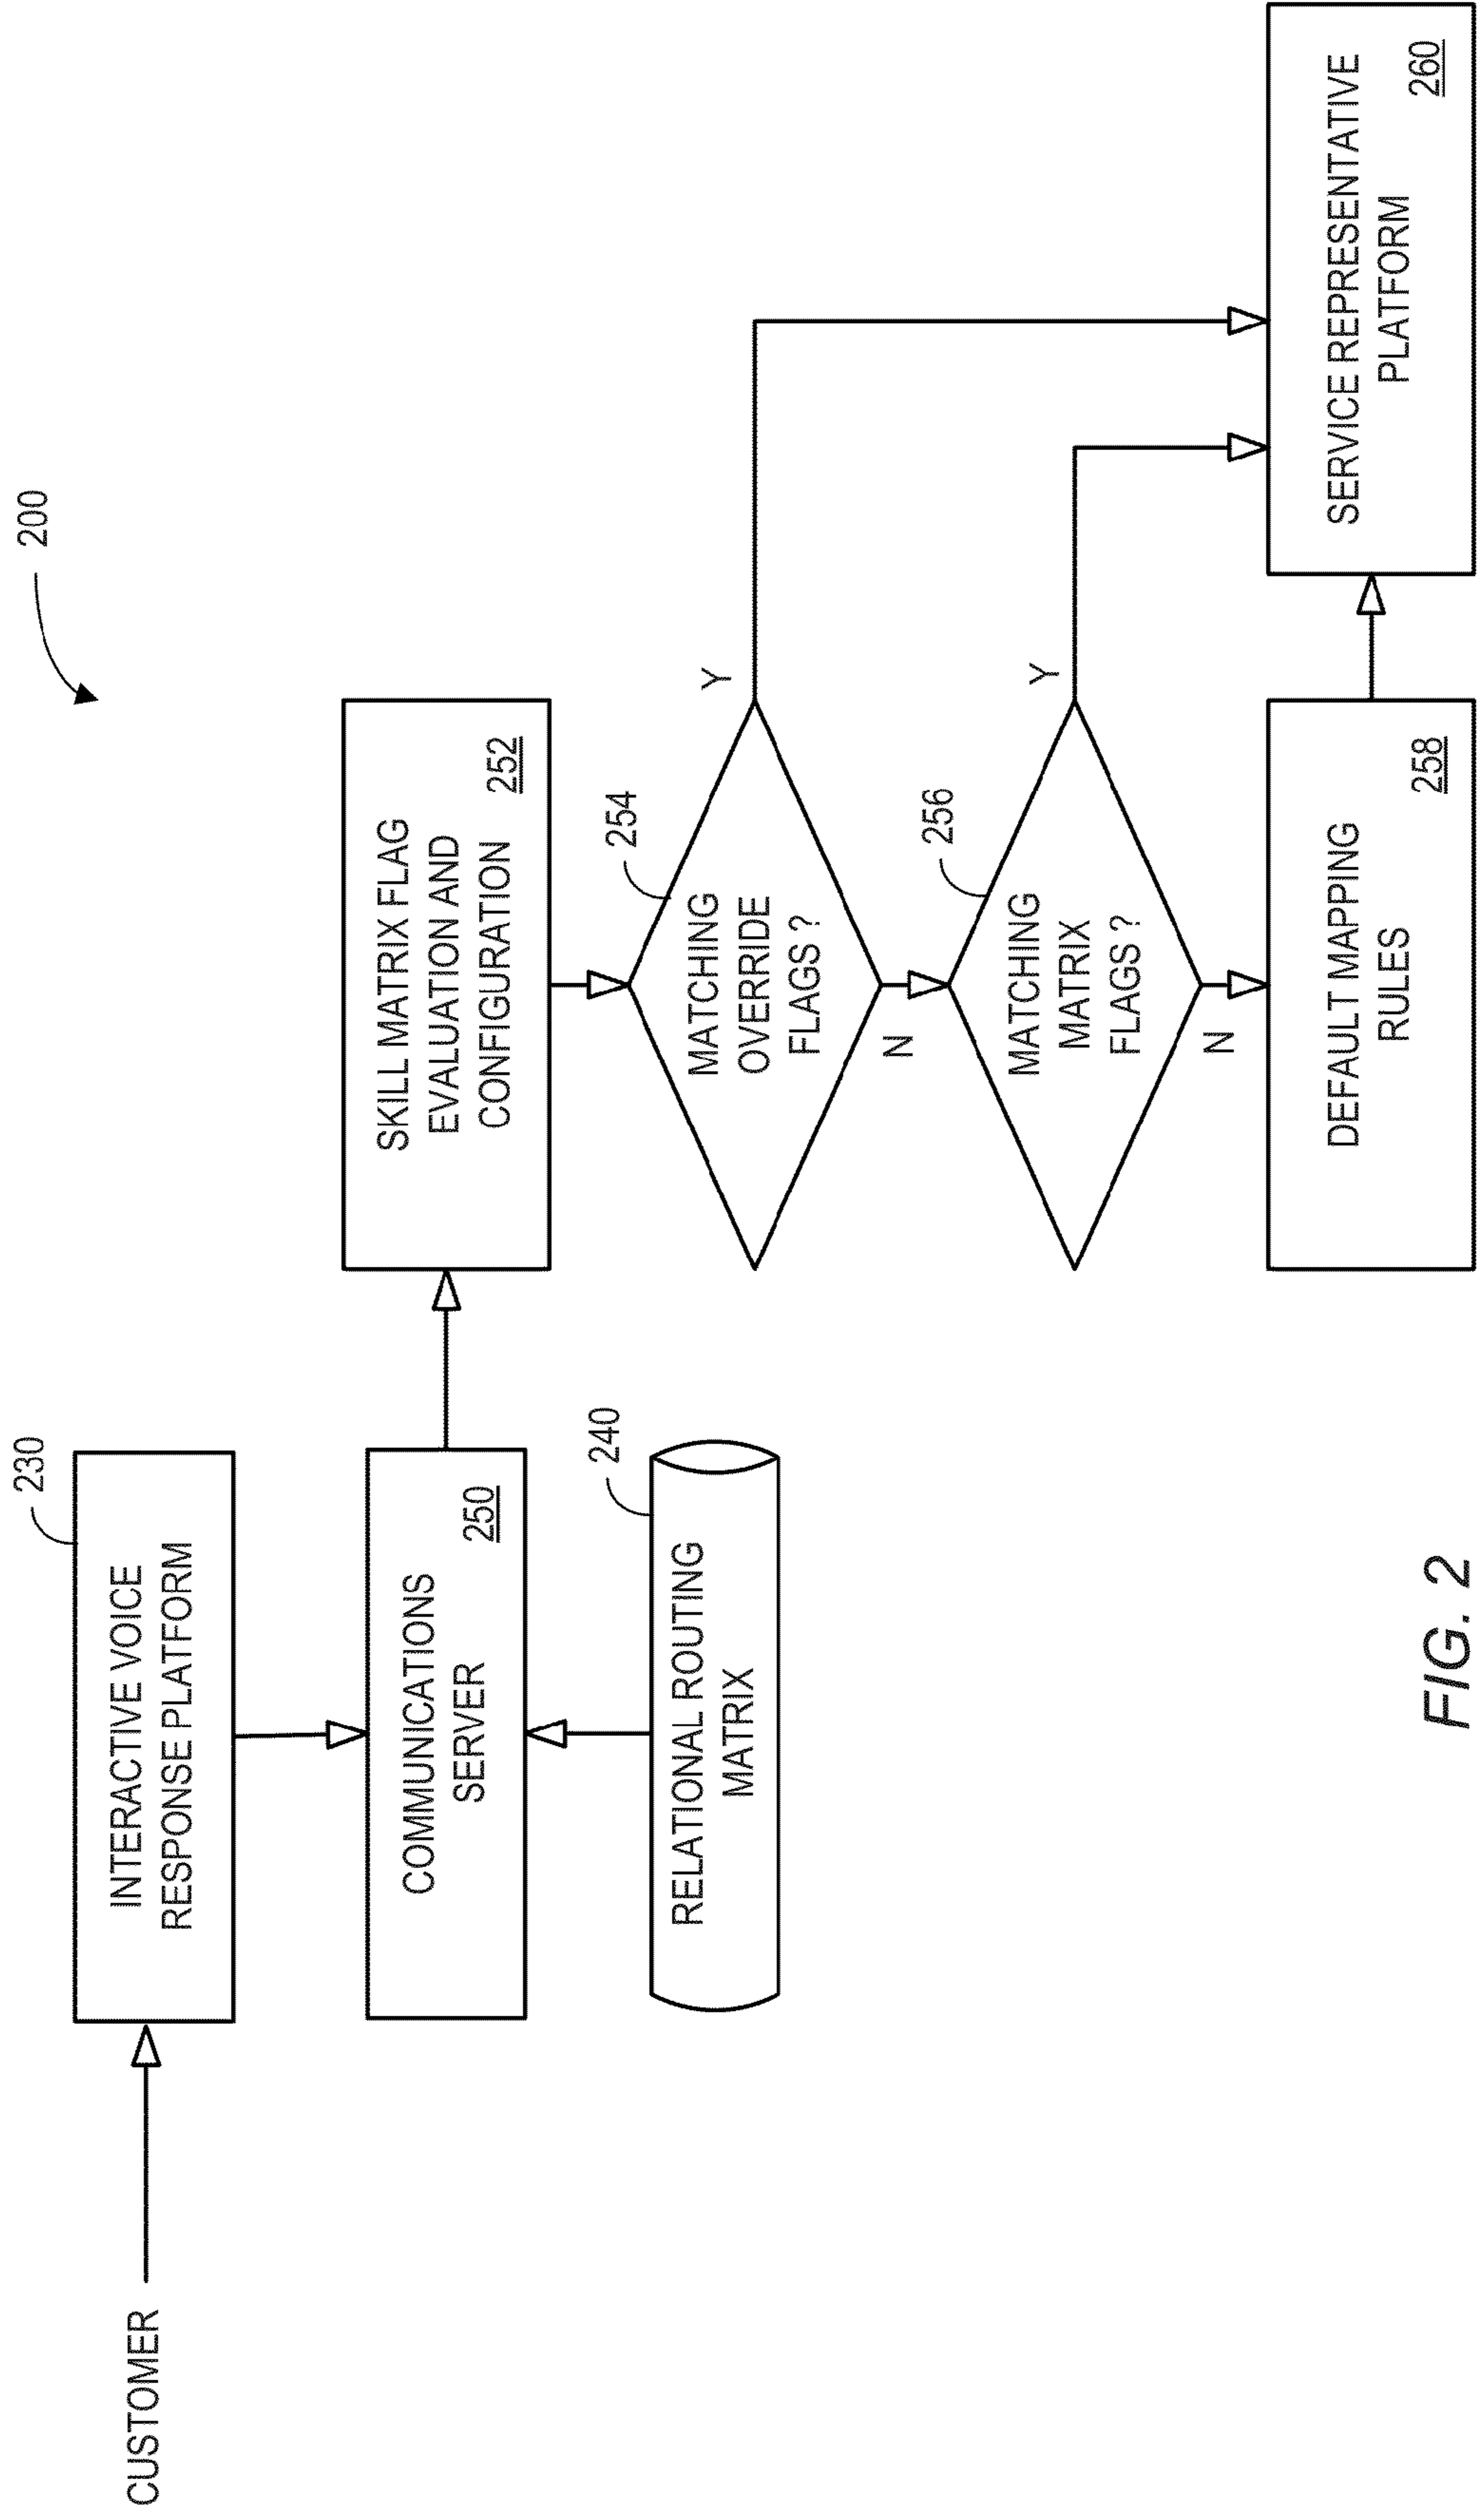 200
CUSTOMER
INTERACTIVE VOICE
RESPONSE PLATFORM
230
COMMUNICATIONS
SERVER
250
RELATIONAL ROUTING
MATRIX
240
SKILL MATRIX FLAG
EVALUATION AND
CONFIGURATION
252
254
MATCHING
OVERRIDE
FLAGS ?
Y
N
256
MATCHING
MATRIX
FLAGS ?
Y
N
DEFAULT MAPPING
RULES
258
SERVICE REPRESENTATIVE
PLATFORM
260
FIG. 2